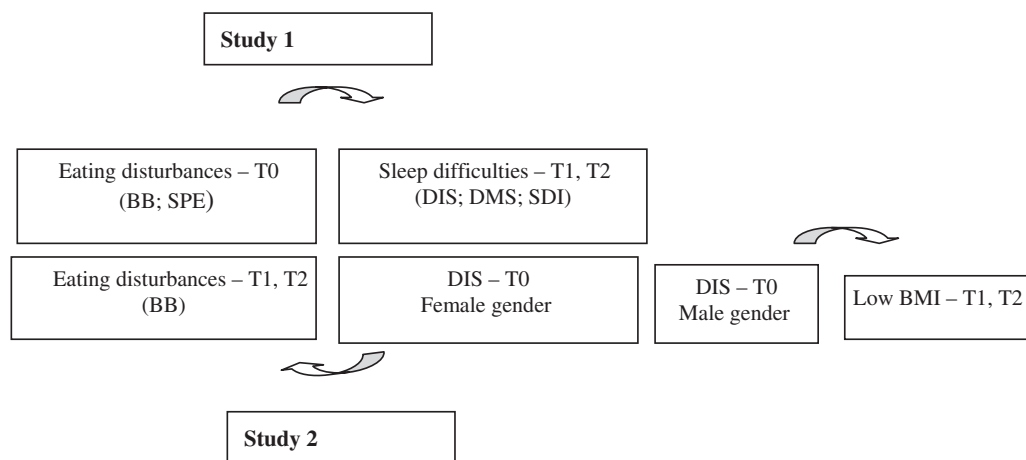 Study 1
Eating disturbances – T0
(BB; SPE)
Sleep difficulties – T1, T2
(DIS; DMS; SDI)
Eating disturbances – T1, T2
(BB)
DIS – T0
Female gender
DIS – T0
Male gender
Low BMI – T1, T2
Study 2